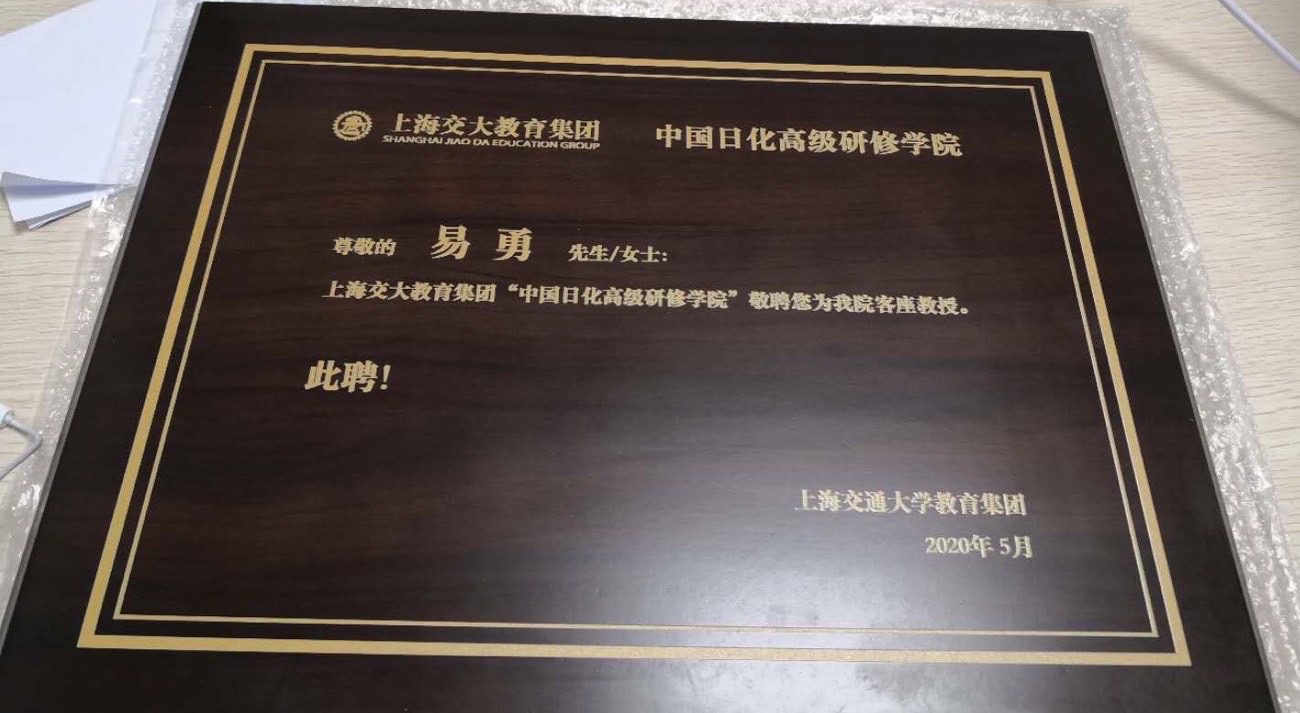 上海交大教育集团 中国日化高级研修学院
SHANGHAI JIAO DA EDUCATION GROUP
尊敬的 易勇 先生/女士：
上海交大教育集团“中国日化高级研修学院”敬聘您为我院客座教授。
此聘！
上海交通大学教育集团
2020年 5月